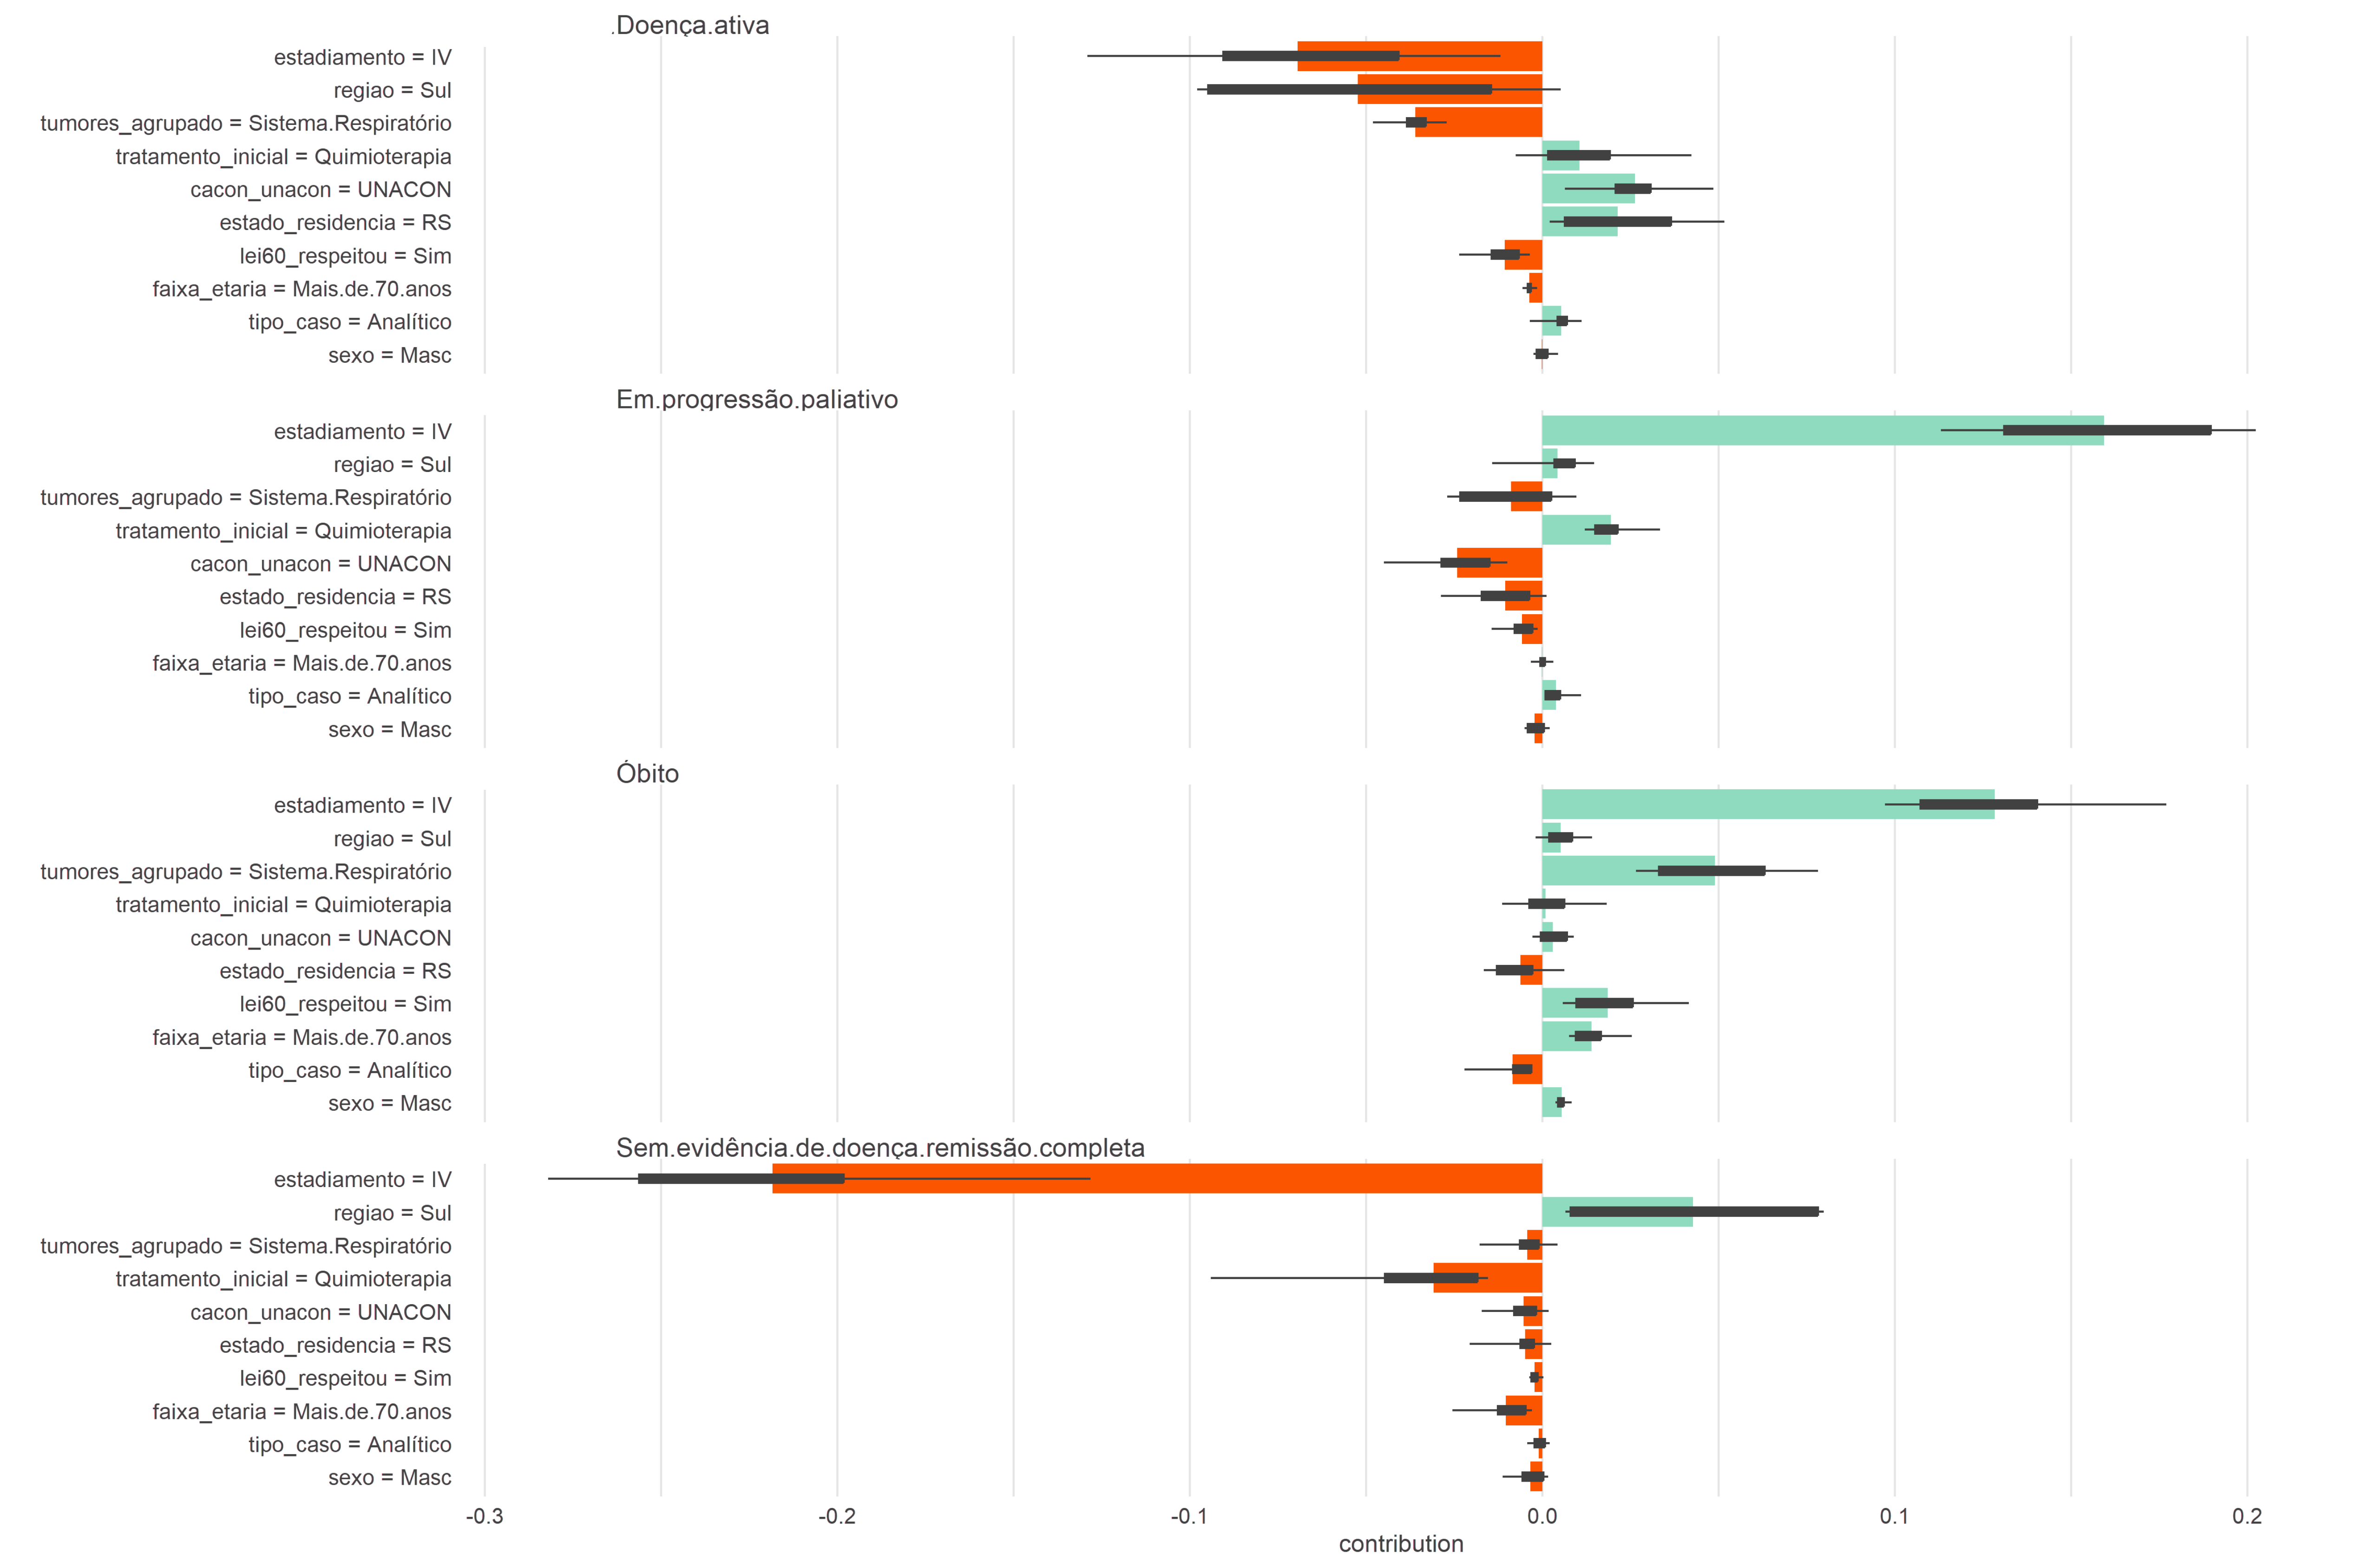 .Doença.ativa
estadiamento = IV
regiao = Sul
tumores_agrupado = Sistema.Respiratório
tratamento_inicial = Quimioterapia
cacon_unacon = UNACON
estado_residencia = RS
lei60_respeitou = Sim
faixa_etaria = Mais.de.70.anos
tipo_caso = Analítico
sexo = Masc
Em.progressão.paliativo
estadiamento = IV
regiao = Sul
tumores_agrupado = Sistema.Respiratório
tratamento_inicial = Quimioterapia
cacon_unacon = UNACON
estado_residencia = RS
lei60_respeitou = Sim
faixa_etaria = Mais.de.70.anos
tipo_caso = Analítico
sexo = Masc
Óbito
estadiamento = IV
regiao = Sul
tumores_agrupado = Sistema.Respiratório
tratamento_inicial = Quimioterapia
cacon_unacon = UNACON
estado_residencia = RS
lei60_respeitou = Sim
faixa_etaria = Mais.de.70.anos
tipo_caso = Analítico
sexo = Masc
Sem.evidência.de.doença.remissão.completa
estadiamento = IV
regiao = Sul
tumores_agrupado = Sistema.Respiratório
tratamento_inicial = Quimioterapia
cacon_unacon = UNACON
estado_residencia = RS
lei60_respeitou = Sim
faixa_etaria = Mais.de.70.anos
tipo_caso = Analítico
sexo = Masc
-0.3 -0.2 -0.1 0.0 0.1 0.2
contribution